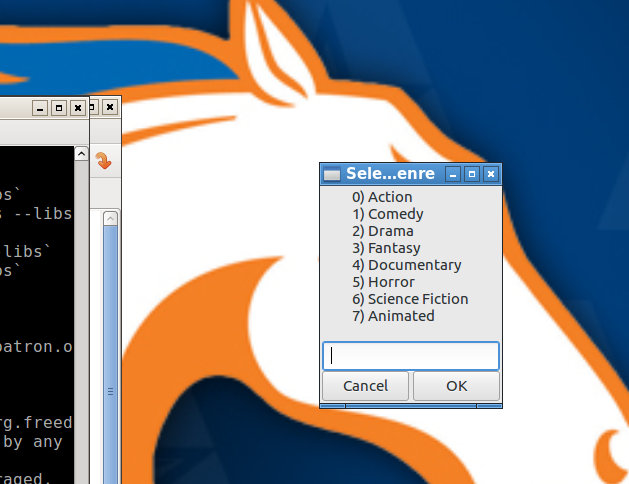 Sele...enre
0) Action
1) Comedy
2) Drama
3) Fantasy
4) Documentary
5) Horror
6) Science Fiction
7) Animated
Cancel OK
bs`
s --libs
libs`
bs`
patron.o
rg.freed
by any
raged.